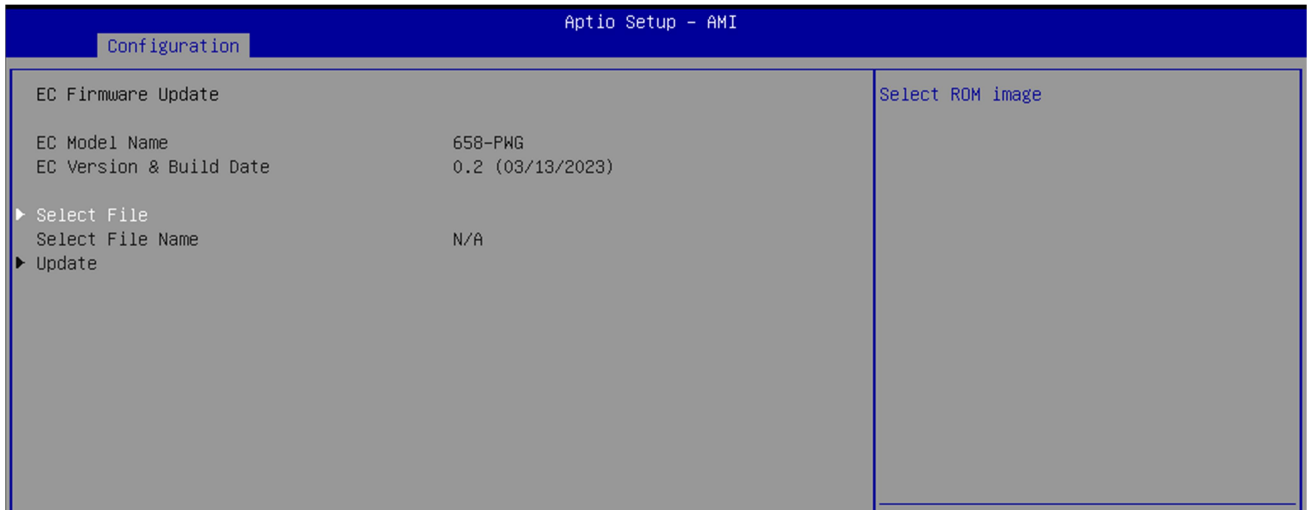 Aptio Setup - AMI
Configuration
EC Firmware Update
Select ROM image
EC Model Name 658-PWG
EC Version & Build Date 0.2 (03/13/2023)
Select File
Select File Name N/A
Update